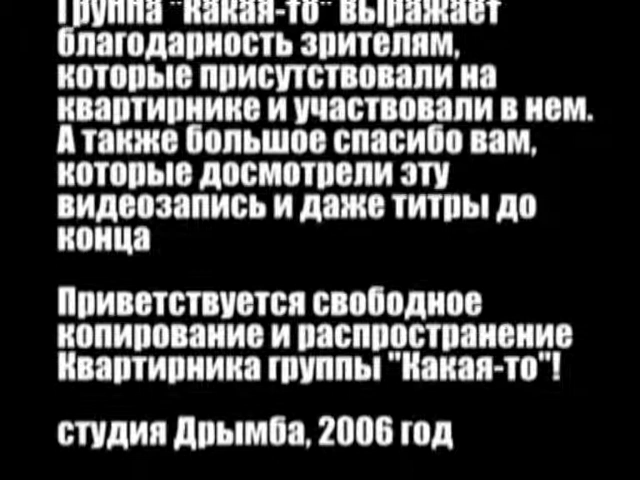 Группа "Какая-то" выражает
благодарность зрителям,
которые присутствовали на
квартирнике и участвовали в нем.
А также большое спасибо вам,
которые досмотрели эту
видеозапись и даже титры до
конца
Приветствуется свободное
копирование и распространение
Квартирника группы "Какая-то"!
студия Дрымба, 2006 год